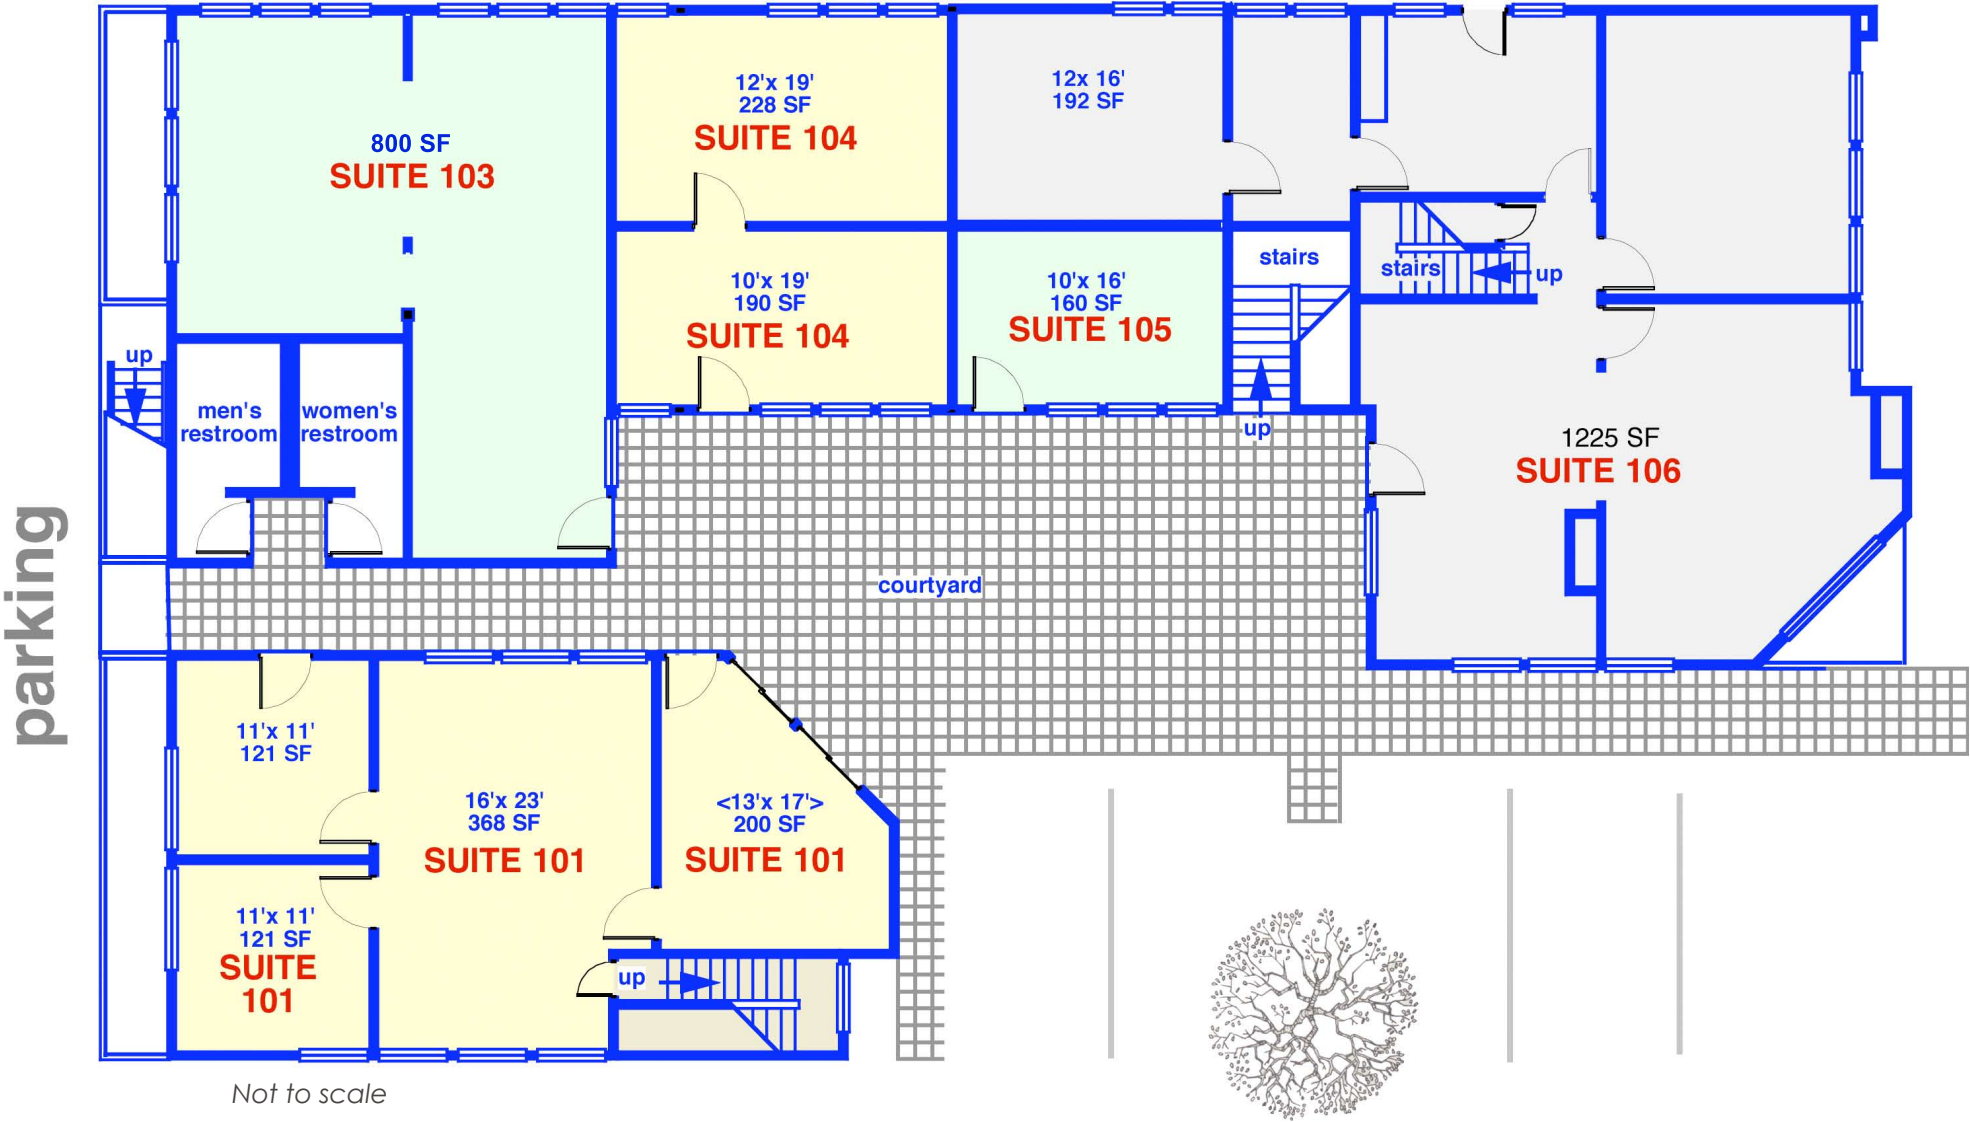 800 SF
SUITE 103
12'x 19'
228 SF
SUITE 104
12x 16'
192 SF
10'x 19'
190 SF
SUITE 104
10'x 16'
160 SF
SUITE 105
stairs
stairs
up
up
men's
restroom
women's
restroom
up
1225 SF
SUITE 106
parking
courtyard
11'x 11'
121 SF
16'x 23'
368 SF
SUITE 101
<13'x 17'>
200 SF
SUITE 101
11'x 11'
121 SF
SUITE
101
up
Not to scale